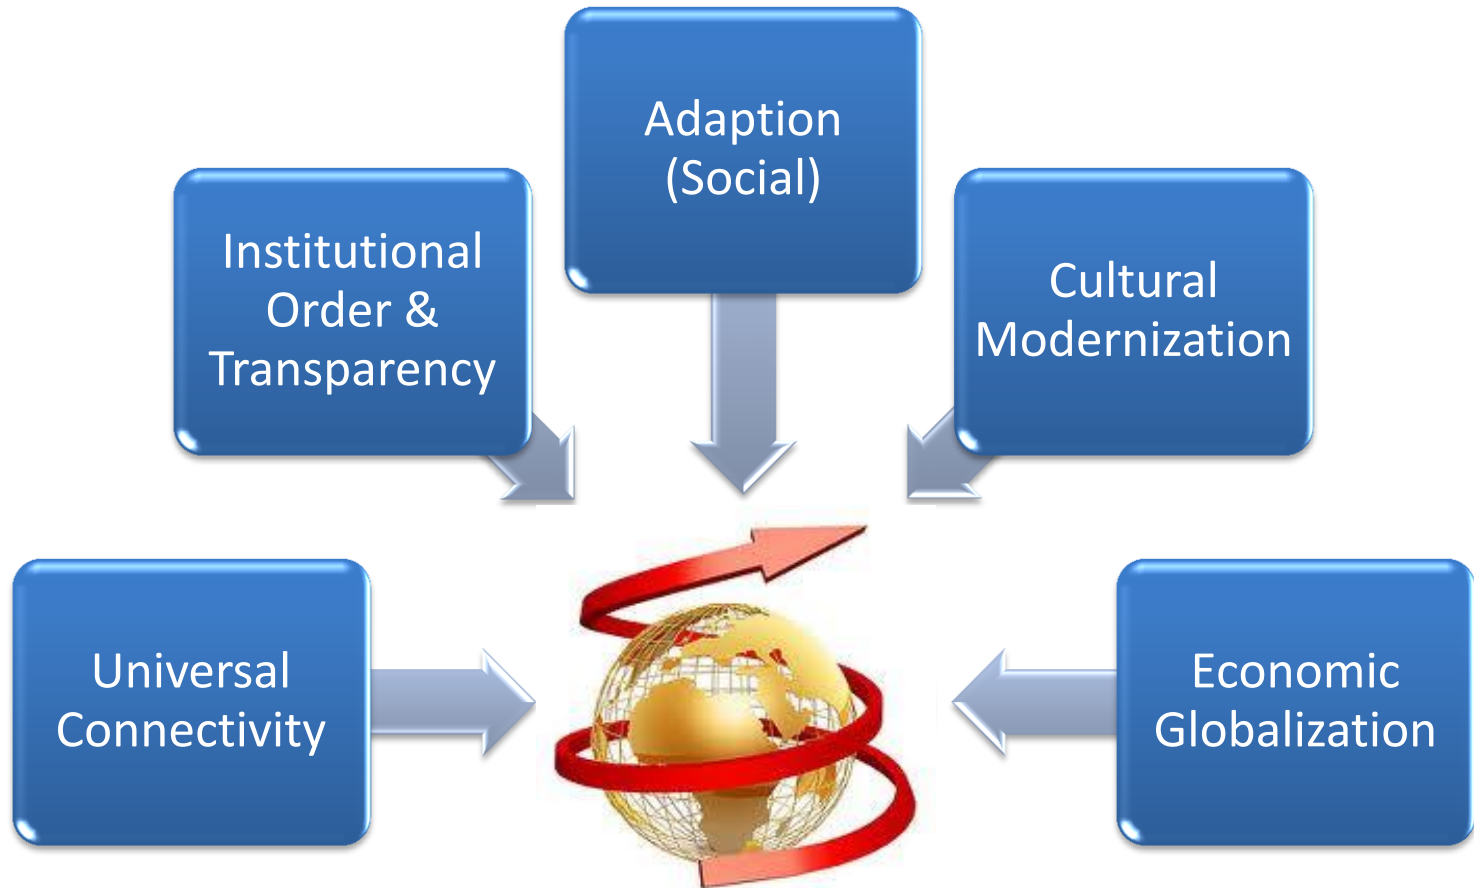 Adaption
(Social)
Institutional
Order &
Transparency
Cultural
Modernization
Universal
Connectivity
Economic
Globalization